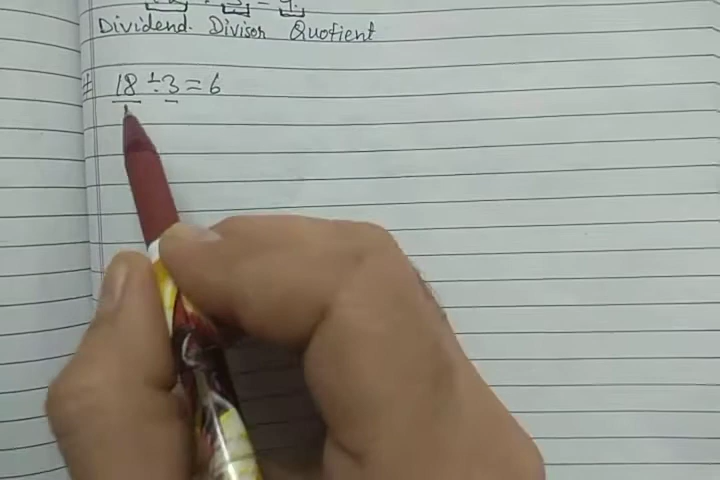 Dividend. Divisor Quotient
# 18 ÷ 3 = 6